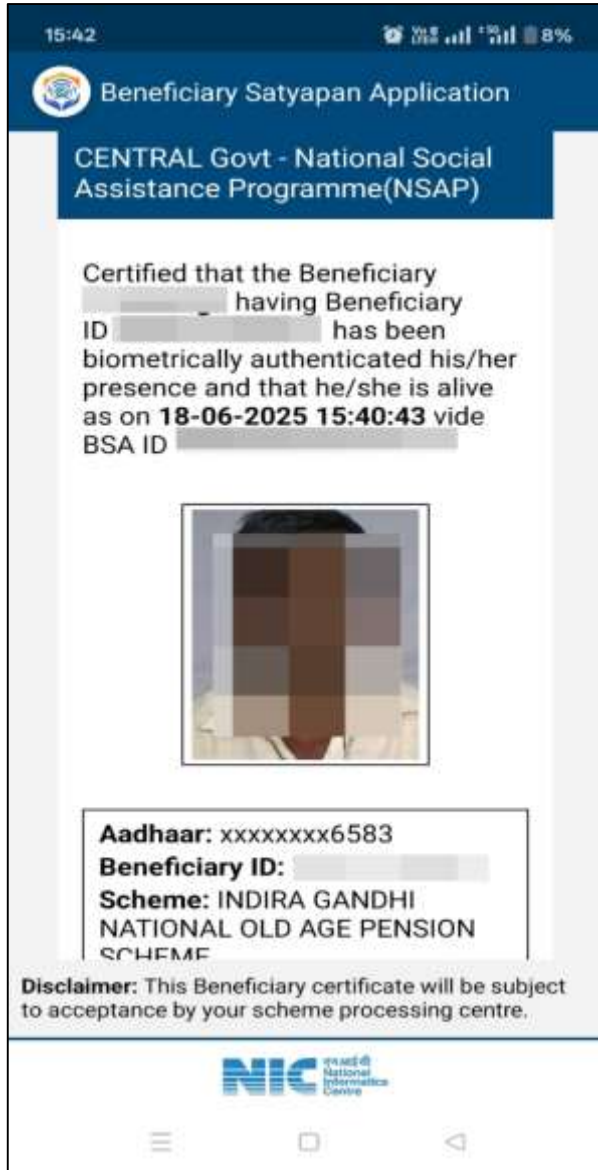 15:42
8%
Beneficiary Satyapan Application
CENTRAL Govt - National Social
Assistance Programme(NSAP)
Certified that the Beneficiary
having Beneficiary
ID has been
biometrically authenticated his/her
presence and that he/she is alive
as on 18-06-2025 15:40:43 vide
BSA ID
Aadhaar: xxxxxxxx6583
Beneficiary ID:
Scheme: INDIRA GANDHI
NATIONAL OLD AGE PENSION
SCHEME
Disclaimer: This Beneficiary certificate will be subject
to acceptance by your scheme processing centre.
NIC
एनआईसी
National
Informatics
Centre